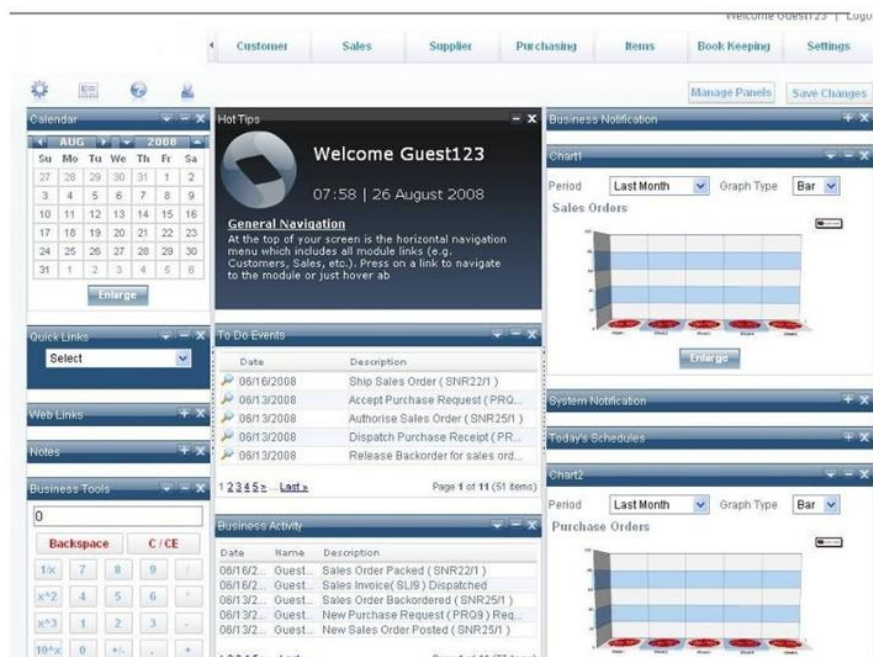 Welcome Guest123 | Logo
Customer Sales Supplier Purchasing Items Book Keeping Settings
Manage Panels Save Changes
Calendar
AUG 2008
Su Mo Tu We Th Fr Sa
27 28 29 30 31 1 2
3 4 5 6 7 8 9
10 11 12 13 14 15 16
17 18 19 20 21 22 23
24 25 26 27 28 29 30
31 1 2 3 4 5 6
Enlarge
Quick Links
Select
Web Links
Notes
Business Tools
0
Backspace C / CE
1/x 7 8 9 /
x^2 4 5 6 *
x^3 1 2 3 -
10^x 0 +/- . +
Hot Tips
Welcome Guest123
07:58 | 26 August 2008
General Navigation
At the top of your screen is the horizontal navigation
menu which includes all module links (e.g.
Customers, Sales, etc.). Press on a link to navigate
to the module or just hover ab
To Do Events
Date Description
06/16/2008 Ship Sales Order ( SNR22/1 )
06/13/2008 Accept Purchase Request ( PRQ...
06/13/2008 Authorise Sales Order ( SNR25/1 )
06/13/2008 Dispatch Purchase Receipt ( PR...
06/13/2008 Release Backorder for sales ord...
1 2 3 4 5 > ... Last » Page 1 of 11 (51 items)
Business Activity
Date Name Description
06/16/2... Guest... Sales Order Packed ( SNR22/1 )
06/16/2... Guest... Sales Invoice( SLI9 ) Dispatched
06/13/2... Guest... Sales Order Backordered ( SNR25/1 )
06/13/2... Guest... New Purchase Request ( PRQ9 ) Req...
06/13/2... Guest... New Sales Order Posted ( SNR25/1 )
Business Notification
Chart1
Period Last Month Graph Type Bar
Sales Orders
Enlarge
System Notification
Today's Schedules
Chart2
Period Last Month Graph Type Bar
Purchase Orders